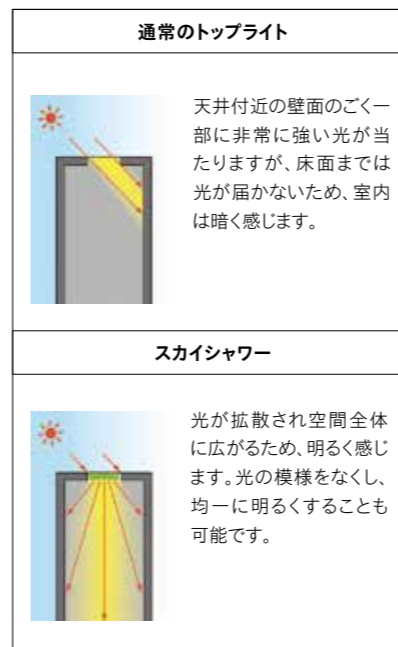 通常のトップライト
天井付近の壁面のごく一
部に非常に強い光が当
たりますが、床面までは
光が届かないため、室内
は暗く感じます。
スカイシャワー
光が拡散され空間全体
に広がるため、明るく感じ
ます。光の模様をなくし、
均一に明るくすることも
可能です。